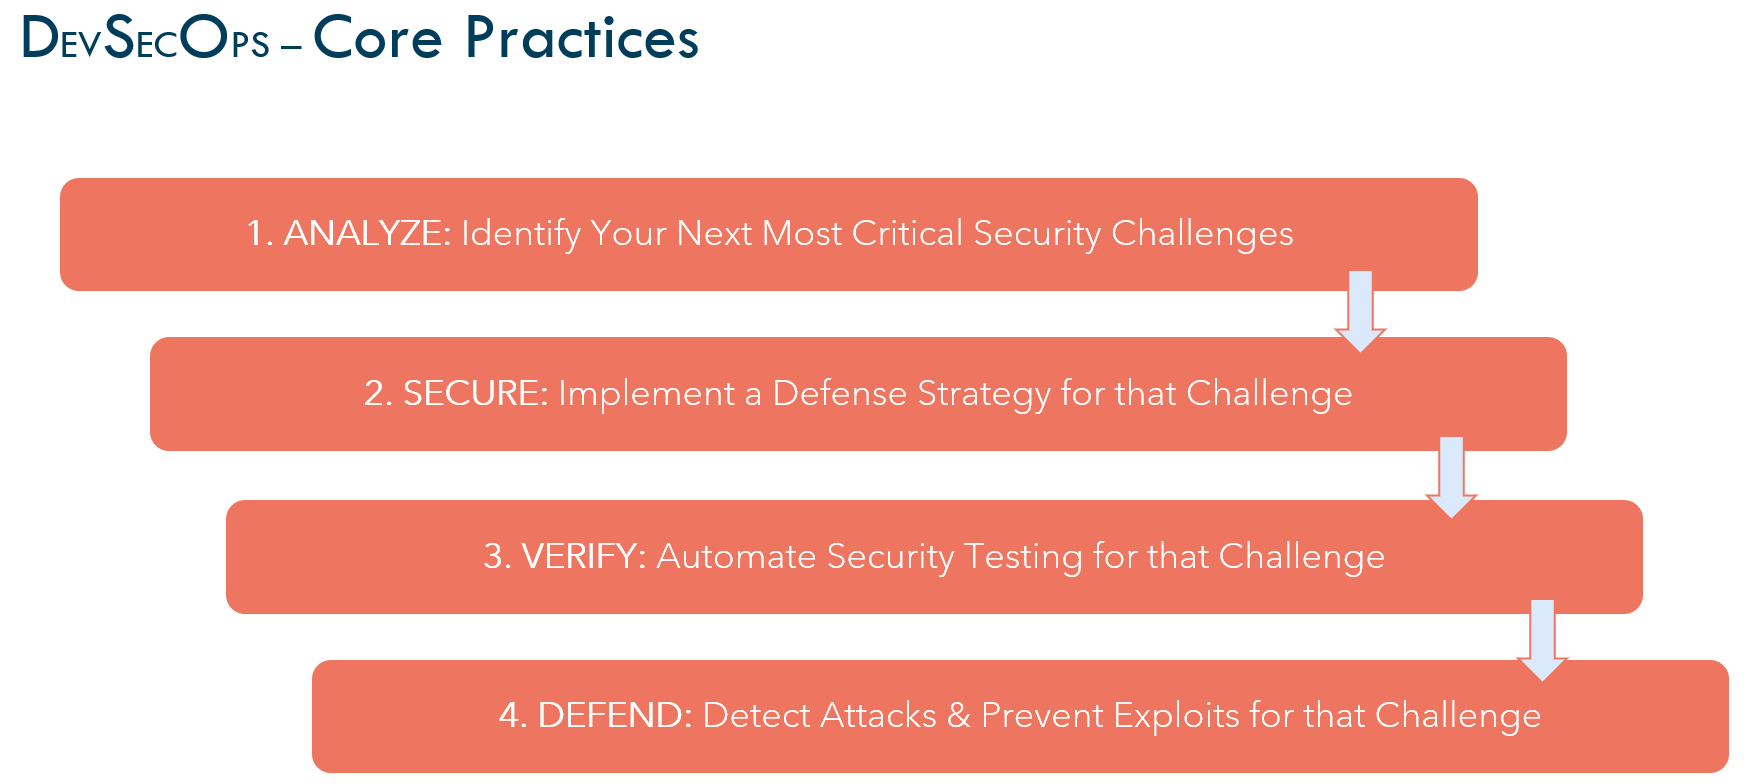 DevSecOps – Core Practices
1. ANALYZE: Identify Your Next Most Critical Security Challenges
2. SECURE: Implement a Defense Strategy for that Challenge
3. VERIFY: Automate Security Testing for that Challenge
4. DEFEND: Detect Attacks & Prevent Exploits for that Challenge